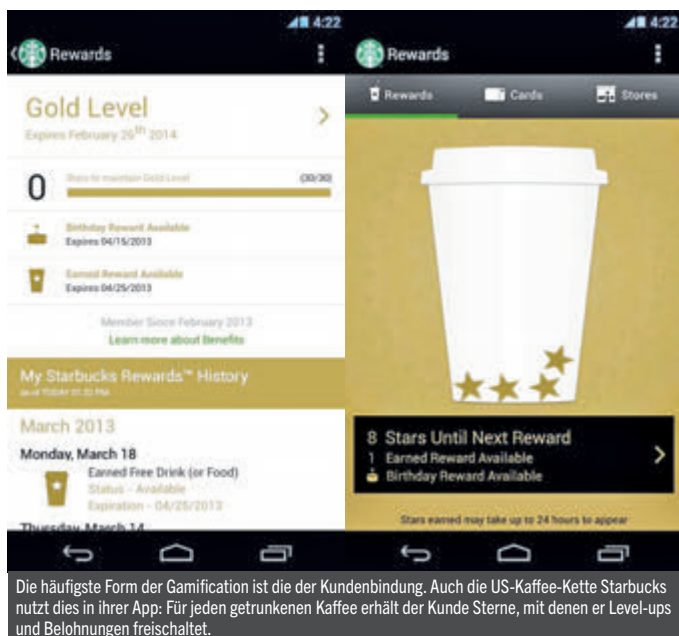 4:22
Rewards
Gold Level
Expires February 26th 2014
0 Stars to maintain Gold Level (30/30)
Birthday Reward Available
Expires 04/15/2013
Earned Reward Available
Expires 04/25/2013
Member Since February 2013
Learn more about Benefits
My Starbucks Rewards™ History
as of TODAY
March 2013
Monday, March 18
Earned Free Drink (or Food)
Status - Available
Expiration - 04/25/2013
Thursday, March 14
4:22
Rewards
Rewards Cards Stores
8 Stars Until Next Reward
1 Earned Reward Available
Birthday Reward Available
Stars earned may take up to 24 hours to appear
Die häufigste Form der Gamification ist die der Kundenbindung. Auch die US-Kaffee-Kette Starbucks
nutzt dies in ihrer App: Für jeden getrunkenen Kaffee erhält der Kunde Sterne, mit denen er Level-ups
und Belohnungen freischaltet.